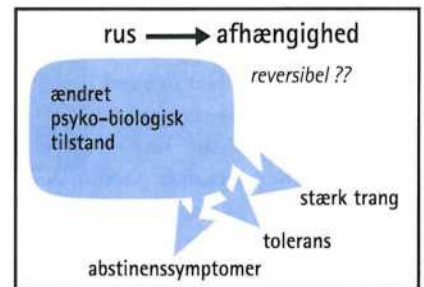 rus → afhængighed
reversibel ??
ændret
psyko-biologisk
tilstand
stærk trang
tolerans
abstinenssymptomer